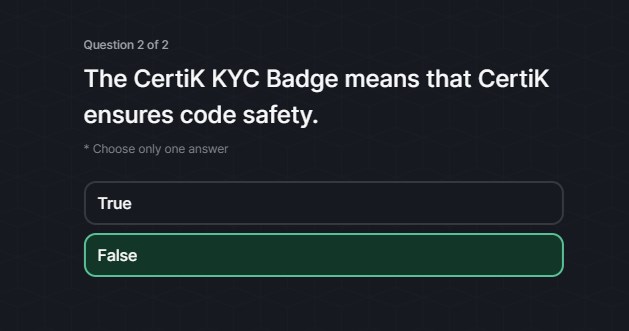 Question 2 of 2
The CertiK KYC Badge means that CertiK
ensures code safety.
* Choose only one answer
True
False